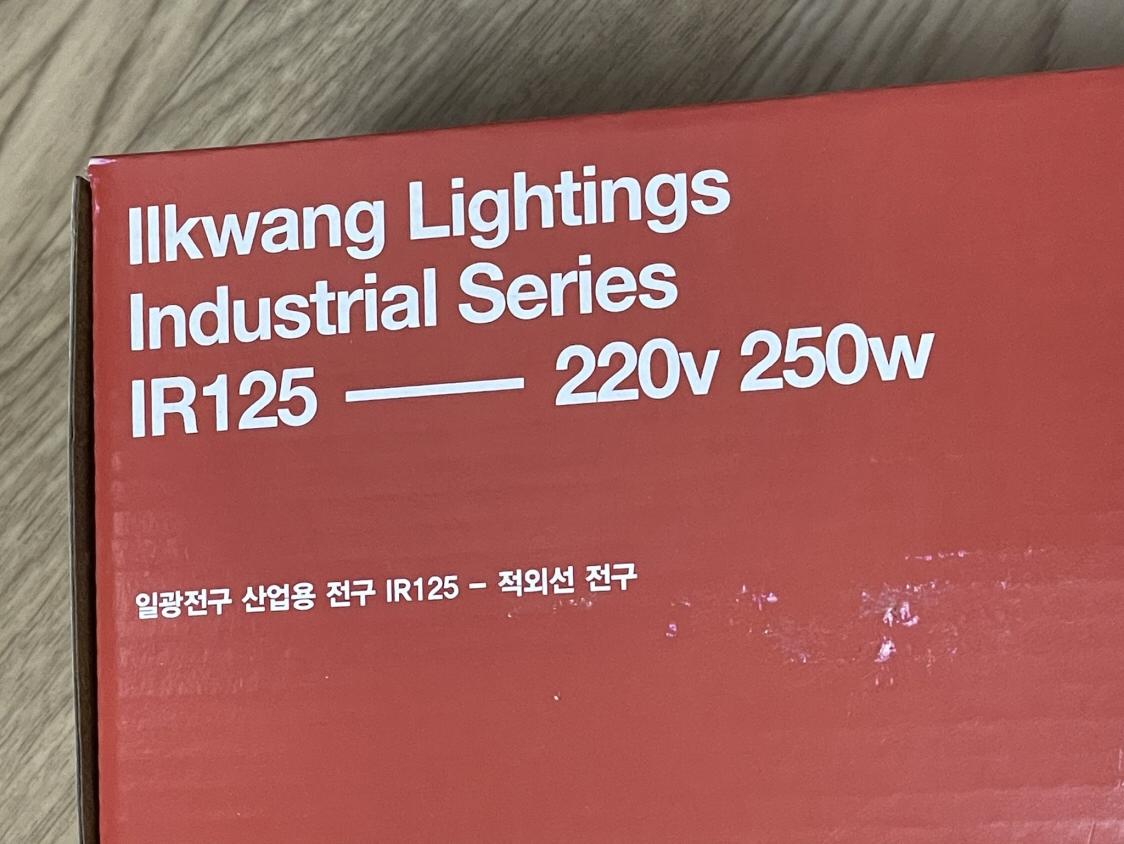 Ilkwang Lightings
Industrial Series
IR125 — 220v 250w
일광전구 산업용 전구 IR125 – 적외선 전구